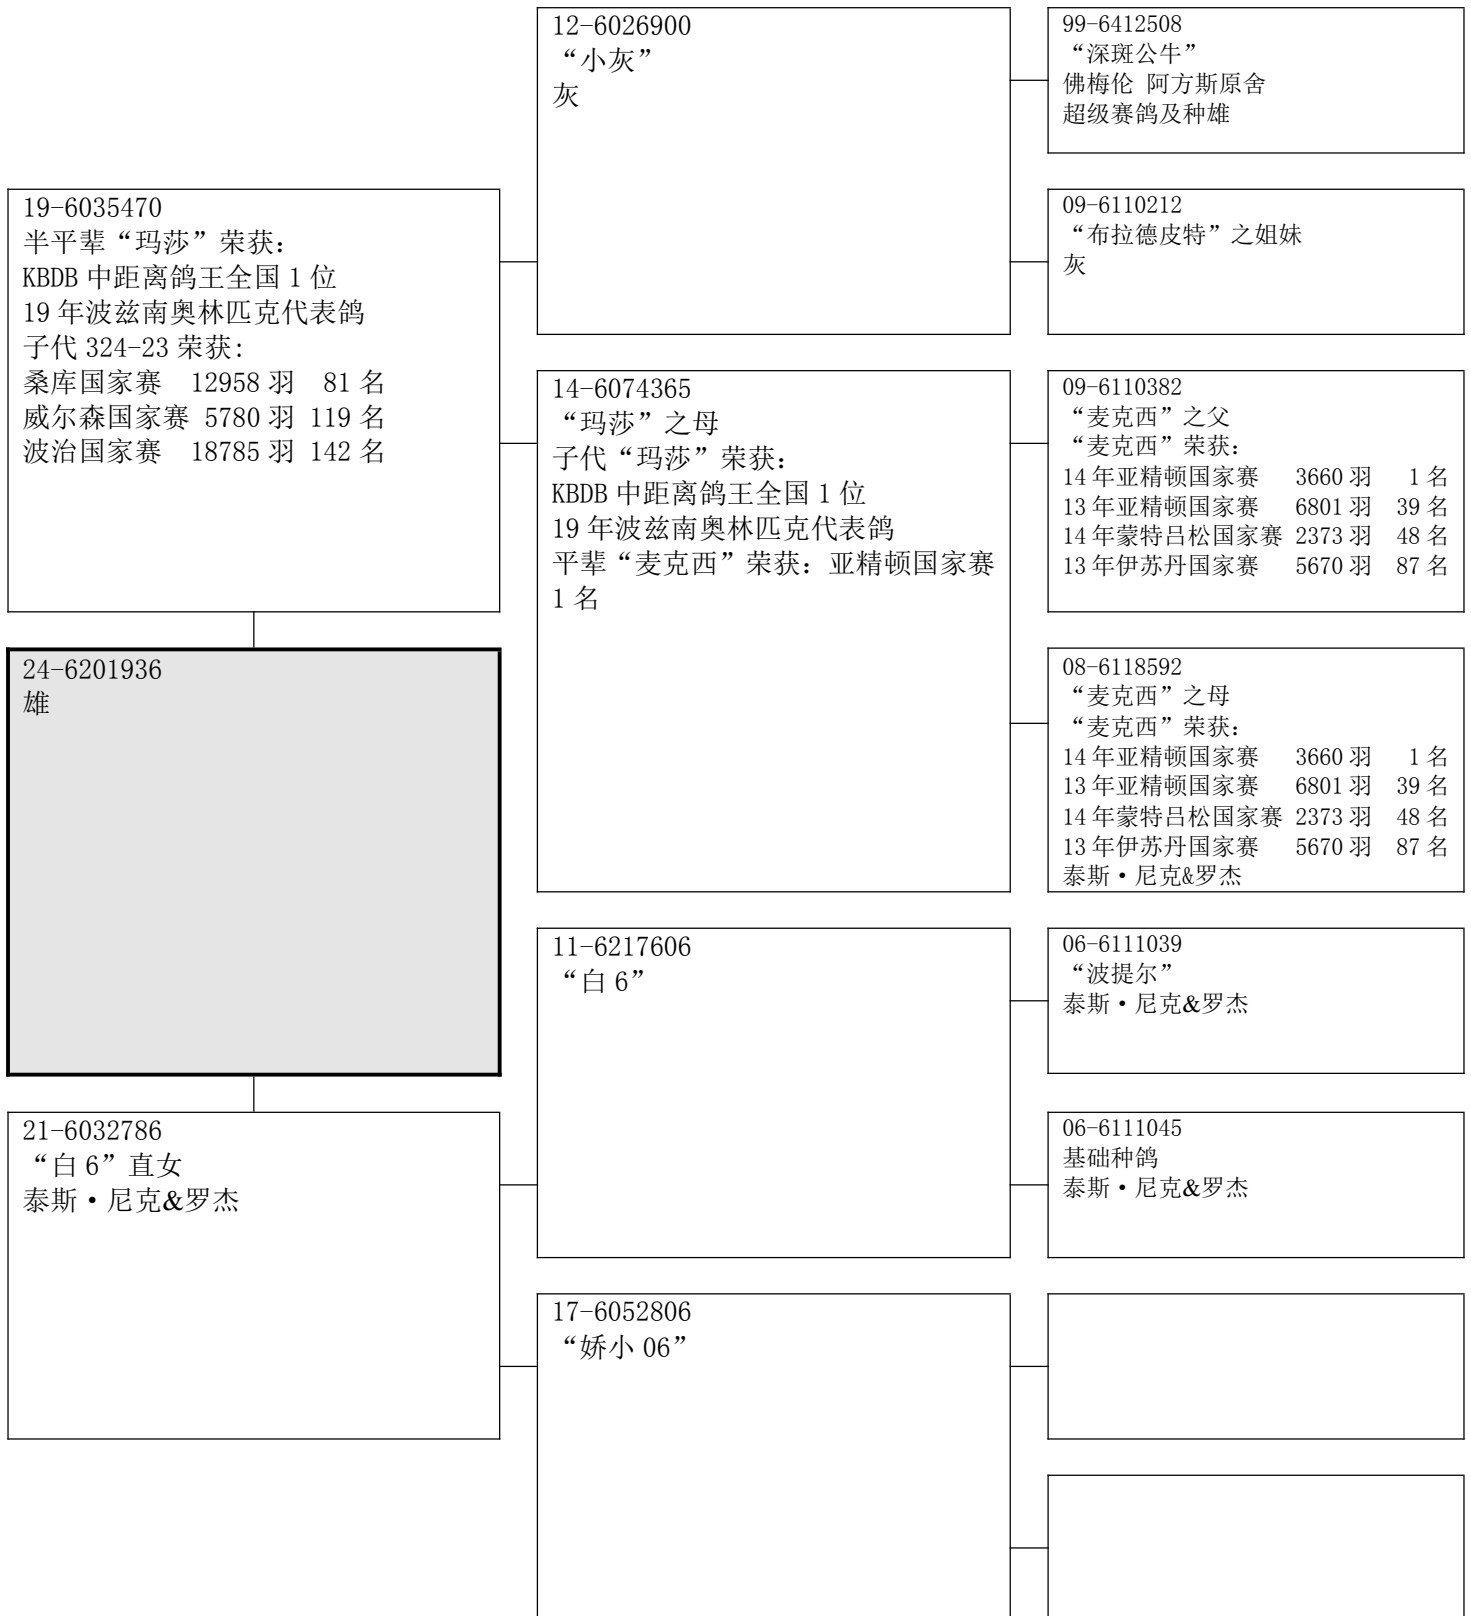 12-6026900
“小灰”
灰
99-6412508
“深斑公牛”
佛梅伦 阿方斯原舍
超级赛鸽及种雄
19-6035470
半平辈“玛莎”荣获:
KBDB 中距离鸽王全国 1 位
19 年波兹南奥林匹克代表鸽
子代 324-23 荣获:
桑库国家赛 12958 羽 81 名
威尔森国家赛 5780 羽 119 名
波治国家赛 18785 羽 142 名
09-6110212
“布拉德皮特”之姐妹
灰
14-6074365
“玛莎”之母
子代“玛莎”荣获:
KBDB 中距离鸽王全国 1 位
19 年波兹南奥林匹克代表鸽
平辈“麦克西”荣获: 亚精顿国家赛
1 名
09-6110382
“麦克西”之父
“麦克西”荣获:
14 年亚精顿国家赛 3660 羽 1 名
13 年亚精顿国家赛 6801 羽 39 名
14 年蒙特吕松国家赛 2373 羽 48 名
13 年伊苏丹国家赛 5670 羽 87 名
24-6201936
雄
08-6118592
“麦克西”之母
“麦克西”荣获:
14 年亚精顿国家赛 3660 羽 1 名
13 年亚精顿国家赛 6801 羽 39 名
14 年蒙特吕松国家赛 2373 羽 48 名
13 年伊苏丹国家赛 5670 羽 87 名
泰斯·尼克&罗杰
11-6217606
“白 6”
06-6111039
“波提尔”
泰斯·尼克&罗杰
21-6032786
“白 6”直女
泰斯·尼克&罗杰
06-6111045
基础种鸽
泰斯·尼克&罗杰
17-6052806
“娇小 06”